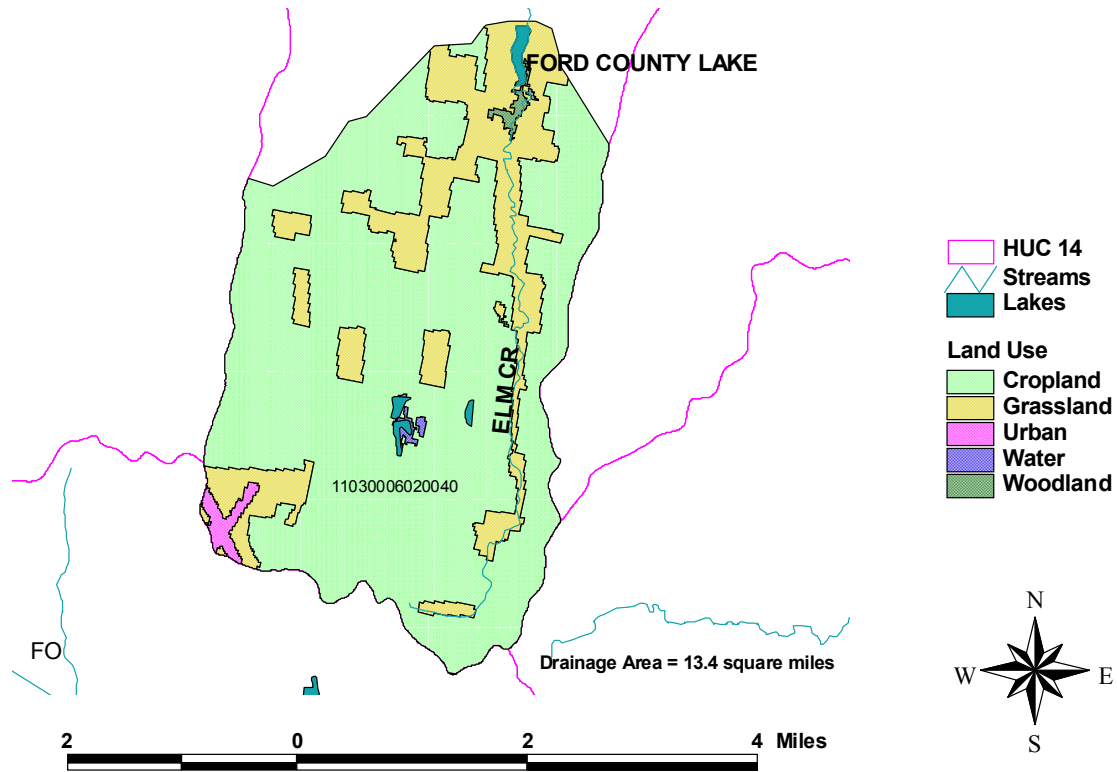 FORD COUNTY LAKE
ELM CR
11030006020040
FO
Drainage Area = 13.4 square miles
HUC 14
Streams
Lakes
Land Use
Cropland
Grassland
Urban
Water
Woodland
N
W
E
S
2 0 2 4 Miles